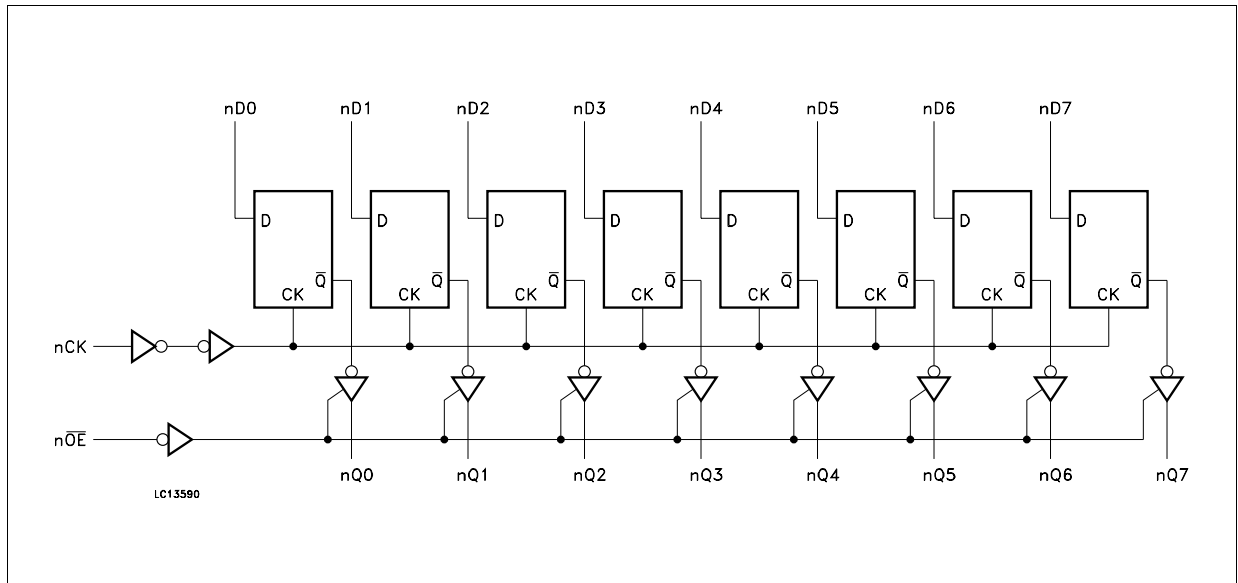 nD0 nD1 nD2 nD3 nD4 nD5 nD6 nD7
D D D D D D D D
Q̅ Q̅ Q̅ Q̅ Q̅ Q̅ Q̅ Q̅
CK CK CK CK CK CK CK CK
nCK
nO̅E̅
nQ0 nQ1 nQ2 nQ3 nQ4 nQ5 nQ6 nQ7
LC13590